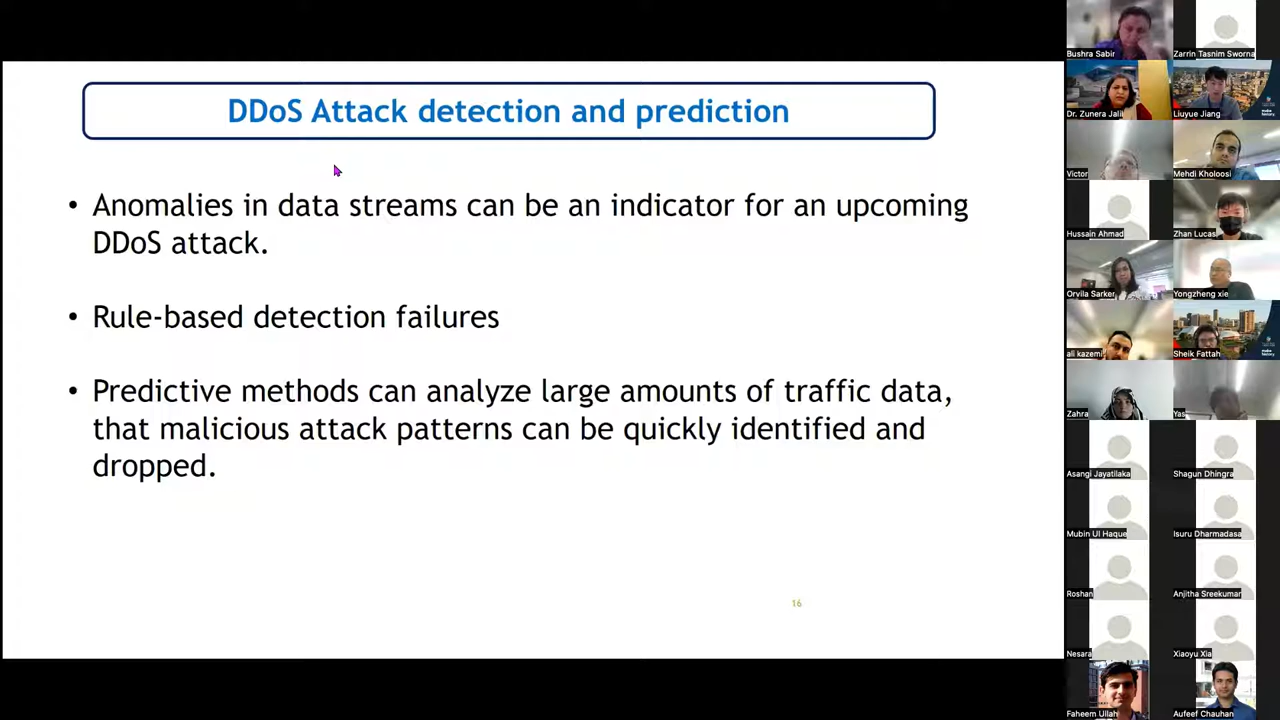 DDoS Attack detection and prediction
• Anomalies in data streams can be an indicator for an upcoming
DDoS attack.
• Rule-based detection failures
• Predictive methods can analyze large amounts of traffic data,
that malicious attack patterns can be quickly identified and
dropped.
16
Bushra Sabir
Zarrin Tasnim Sworna
Dr. Zunera Jalil
Liuyue Jiang
Victor
Mehdi Kholoosi
Hussain Ahmad
Zhan Lucas
Orvila Sarker
Yongzheng xie
ali kazemi
Sheik Fattah
Zahra
Yas
Asangi Jayatilaka
Shagun Dhingra
Mubin Ul Haque
Isuru Dharmadasa
Roshan
Anjitha Sreekumar
Nesara
Xiaoyu Xia
Faheem Ullah
Aufeef Chauhan